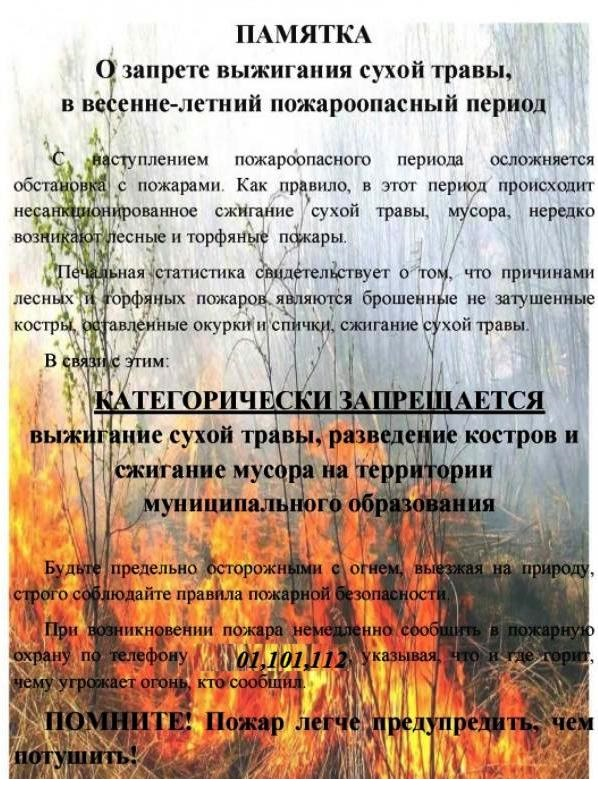 ПАМЯТКА
О запрете выжигания сухой травы,
в весенне-летний пожароопасный период
С наступлением пожароопасного периода осложняется
обстановка с пожарами. Как правило, в этот период происходит
несанкционированное сжигание сухой травы, мусора, нередко
возникают лесные и торфяные пожары.
Печальная статистика свидетельствует о том, что причинами
лесных и торфяных пожаров являются брошенные не затушенные
костры, оставленные окурки и спички, сжигание сухой травы.
В связи с этим:
КАТЕГОРИЧЕСКИ ЗАПРЕЩАЕТСЯ
выжигание сухой травы, разведение костров и
сжигание мусора на территории
муниципального образования
Будьте предельно осторожными с огнем, выезжая на природу,
строго соблюдайте правила пожарной безопасности.
При возникновении пожара немедленно сообщить в пожарную
охрану по телефону 01,101,112, указывая, что и где горит,
чему угрожает огонь, кто сообщил.
ПОМНИТЕ! Пожар легче предупредить, чем
потушить!